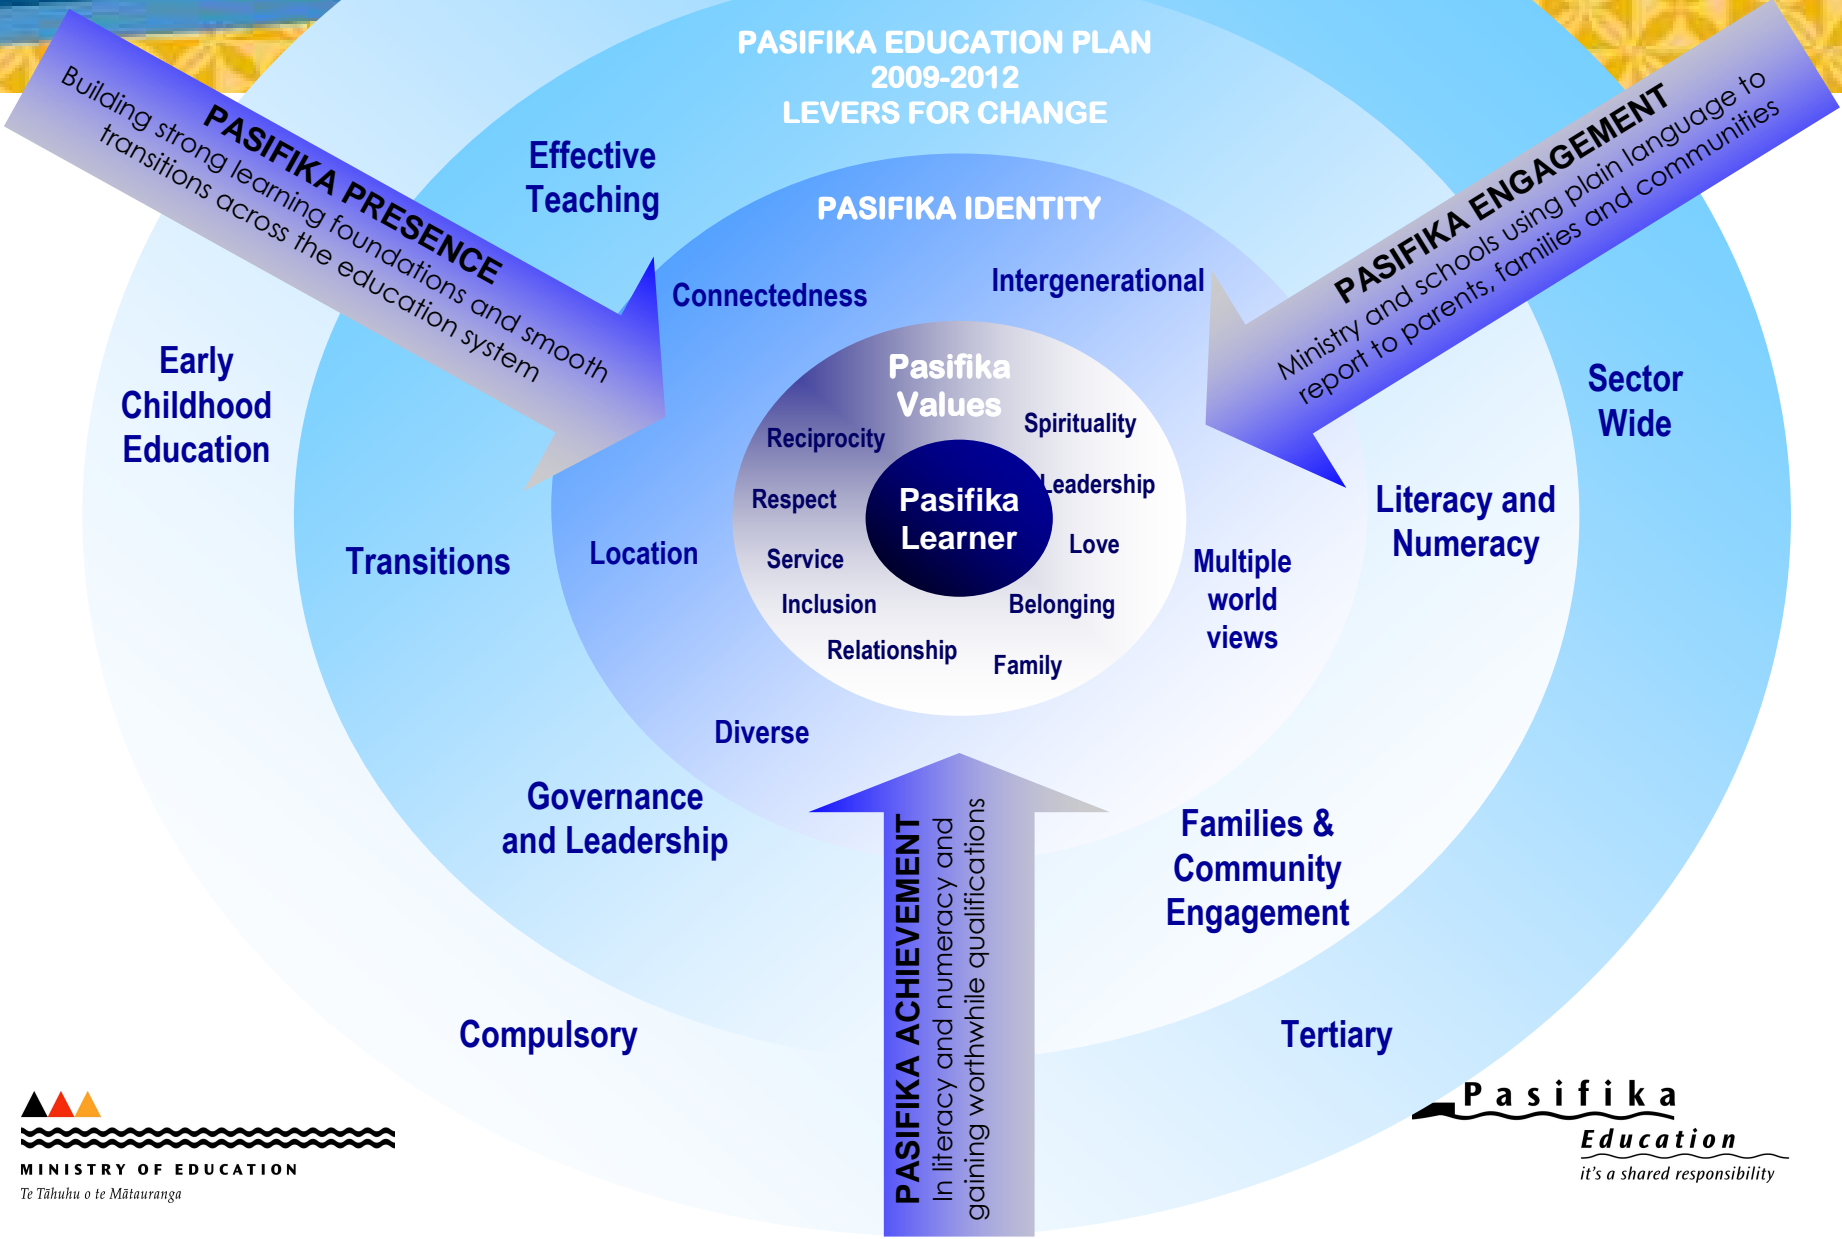 PASIFIKA EDUCATION PLAN
2009-2012
LEVERS FOR CHANGE
PASIFIKA PRESENCE
Building strong learning foundations and smooth
transitions across the education system
PASIFIKA ENGAGEMENT
Ministry and schools using plain language to
report to parents, families and communities
Effective
Teaching
PASIFIKA IDENTITY
Connectedness
Intergenerational
Early
Childhood
Education
Sector
Wide
Pasifika
Values
Reciprocity
Spirituality
Respect
Leadership
Pasifika
Learner
Service
Love
Inclusion
Belonging
Relationship
Family
Transitions
Location
Multiple
world
views
Literacy and
Numeracy
Diverse
Governance
and Leadership
Families &
Community
Engagement
PASIFIKA ACHIEVEMENT
In literacy and numeracy and
gaining worthwhile qualifications
Compulsory
Tertiary
MINISTRY OF EDUCATION
Te Tāhuhu o te Mātauranga
Pasifika
Education
it's a shared responsibility